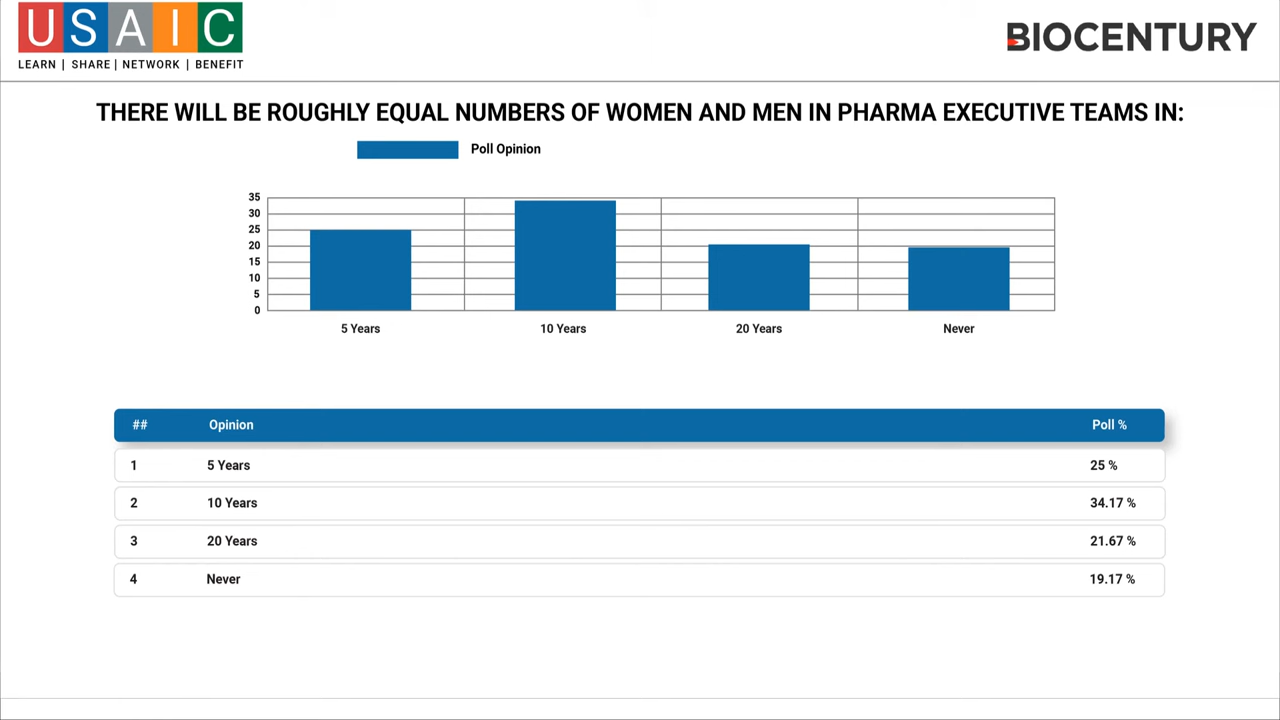 USAIC
LEARN | SHARE | NETWORK | BENEFIT
BIOCENTURY
THERE WILL BE ROUGHLY EQUAL NUMBERS OF WOMEN AND MEN IN PHARMA EXECUTIVE TEAMS IN:
Poll Opinion
35
30
25
20
15
10
5
0
5 Years 10 Years 20 Years Never
## Opinion Poll %
1 5 Years 25 %
2 10 Years 34.17 %
3 20 Years 21.67 %
4 Never 19.17 %